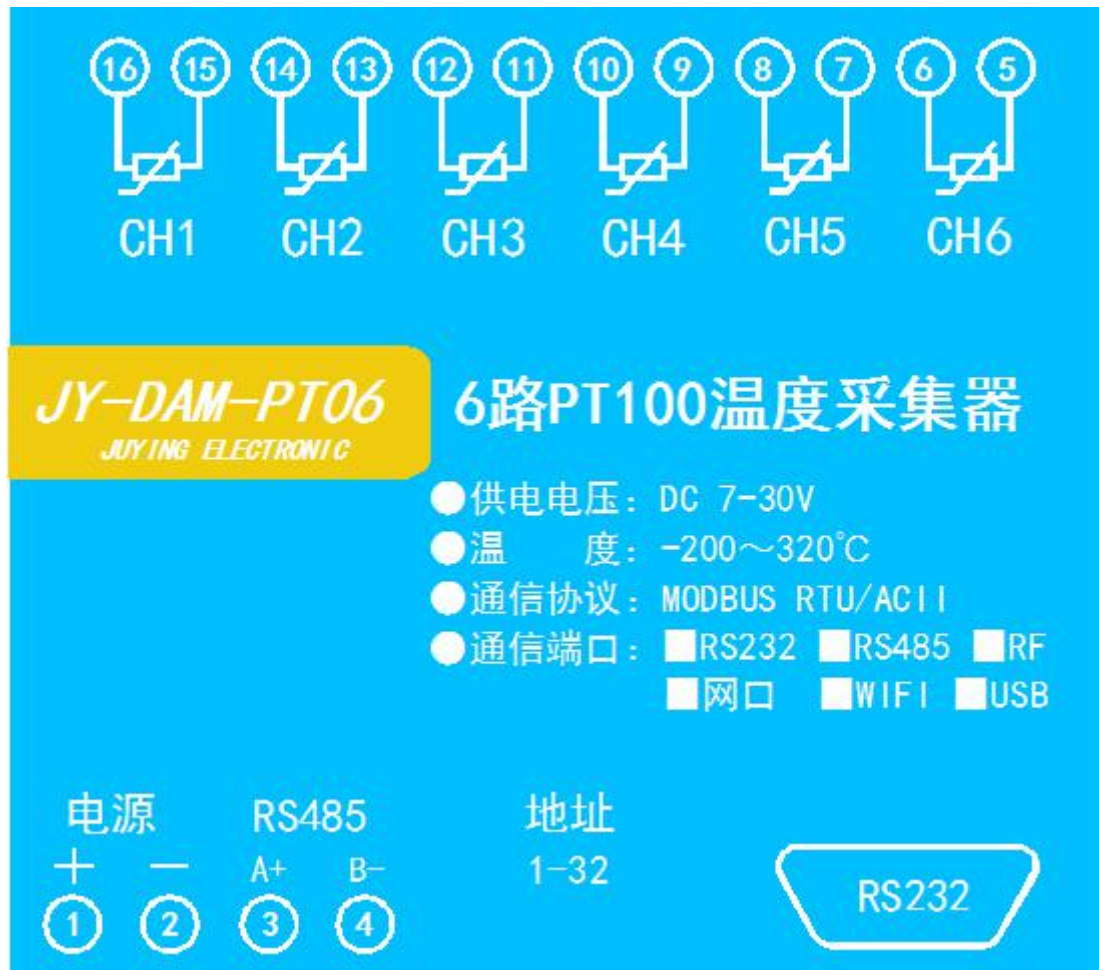 16 15 14 13 12 11 10 9 8 7 6 5
CH1 CH2 CH3 CH4 CH5 CH6
JY-DAM-PT06
JUYING ELECTRONIC
6路PT100温度采集器
●供电电压: DC 7-30V
●温 度: -200～320℃
●通信协议: MODBUS RTU/ACII
●通信端口: ■RS232 ■RS485 ■RF
■网口 ■WIFI ■USB
电源 RS485 地址
+ - A+ B- 1-32
1 2 3 4
RS232